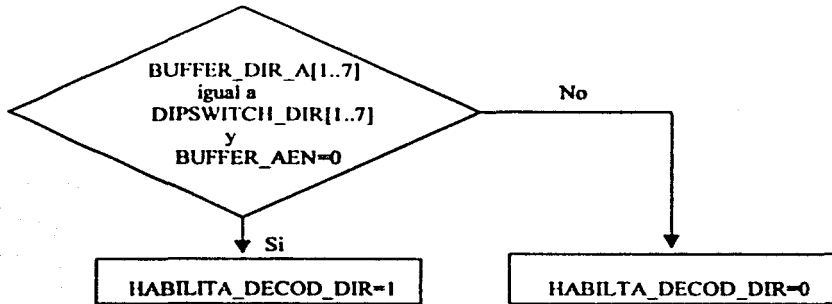 BUFFER_DIR_A[1..7]
igual a
DIPSWITCH_DIR[1..7]
y
BUFFER_AEN=0
No
Si
HABILITA_DECOD_DIR=1
HABILTA_DECOD_DIR=0